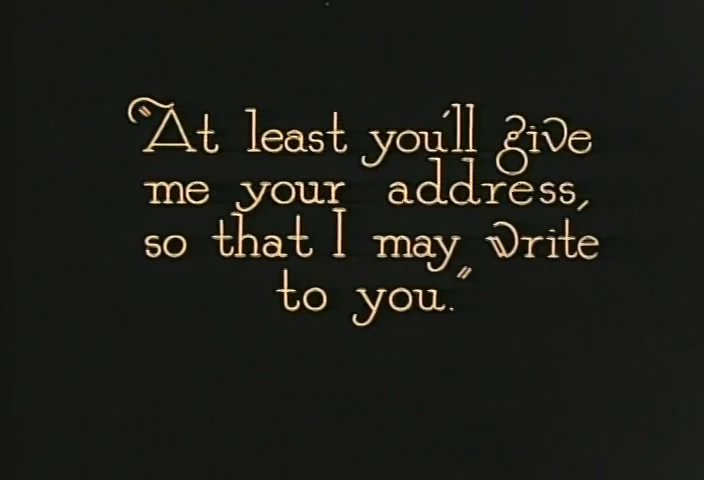 "At least you'll give
me your address,
so that I may write
to you."